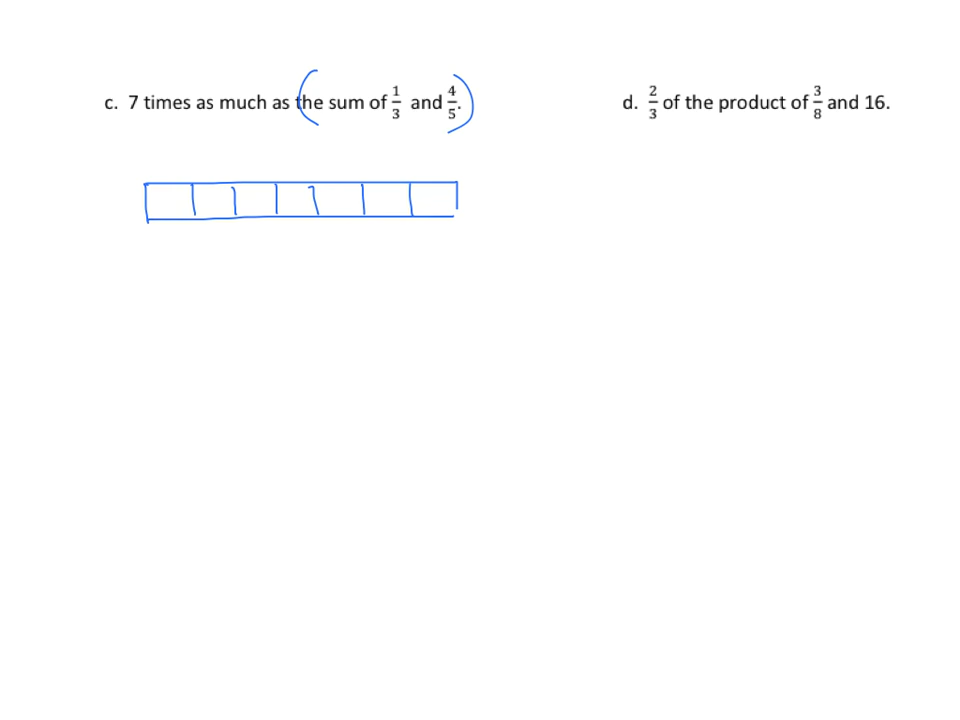 c. 7 times as much as the sum of 1/3 and 4/5.
d. 2/3 of the product of 3/8 and 16.